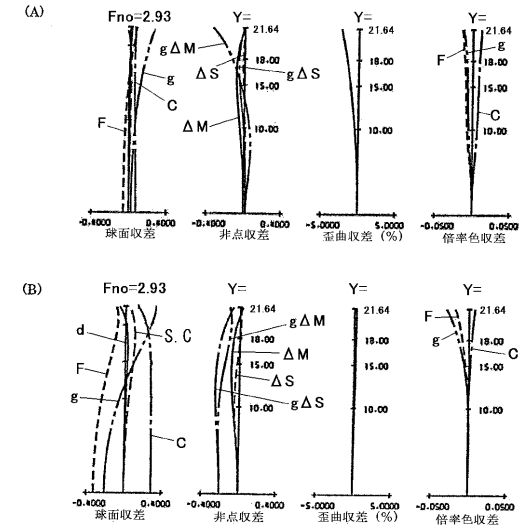 (A)
Fno=2.93
Y=
Y=
Y=
21.64
21.64
21.64
gΔM
g
ΔS
gΔS
18.00
18.00
18.00
F
g
C
15.00
15.00
15.00
F
ΔM
10.00
10.00
10.00
C
-0.4000
0.4000
-0.4000
0.4000
-5.0000
5.0000
-0.0500
0.0500
球面収差
非点収差
歪曲収差(%)
倍率色収差
(B)
Fno=2.93
Y=
Y=
Y=
21.64
21.64
21.64
d
S.C
gΔM
F
g
F
18.00
18.00
18.00
ΔM
C
15.00
15.00
15.00
ΔS
g
gΔS
10.00
10.00
10.00
C
-0.4000
0.4000
-0.4000
0.4000
-5.0000
5.0000
-0.0500
0.0500
球面収差
非点収差
歪曲収差(%)
倍率色収差